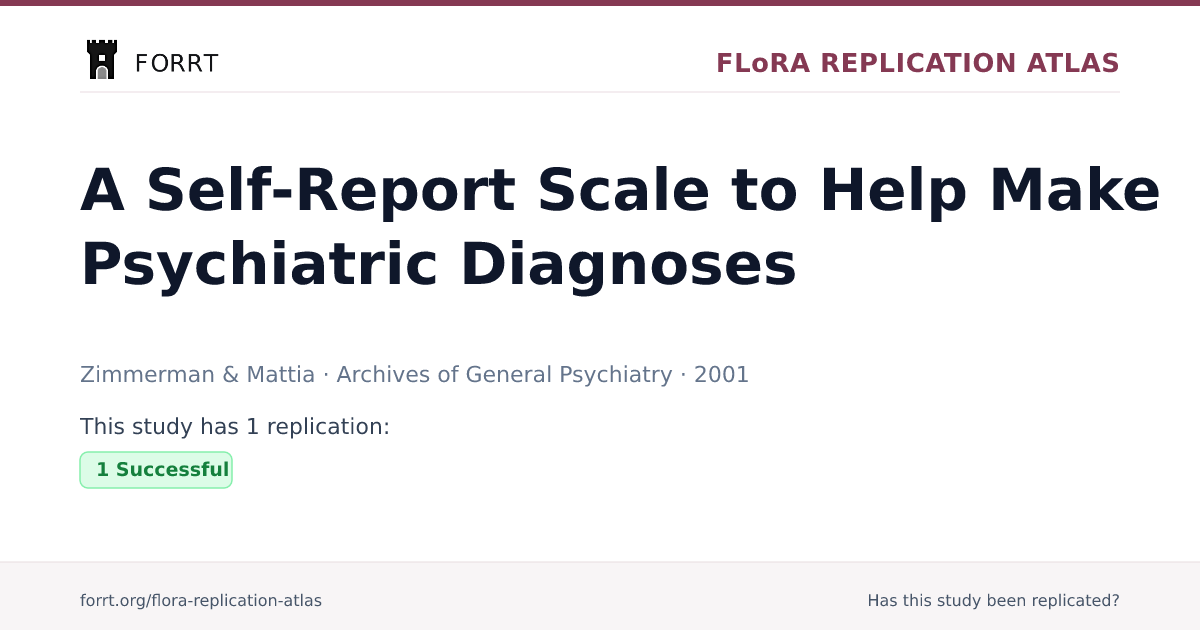 FORRT
FLoRA REPLICATION ATLAS
A Self-Report Scale to Help Make
Psychiatric Diagnoses
Zimmerman & Mattia · Archives of General Psychiatry · 2001
This study has 1 replication:
1 Successful
forrt.org/flora-replication-atlas
Has this study been replicated?